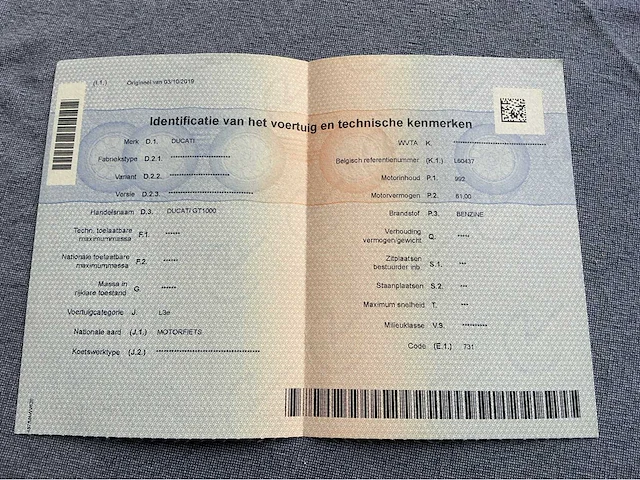 (I.1.) Origineel van 03/10/2019
Identificatie van het voertuig en technische kenmerken
Merk D.1. DUCATI
Fabriekstype D.2.1. ****************
Variant D.2.2. ****************
Versie D.2.3. **********************
Handelsnaam D.3. DUCATI GT1000
Techn. toelaatbare
maximummassa F.1. ******
Nationale toelaatbare
maximummassa F.2. ******
Massa in
rijklare toestand G ******
Voertuigcategorie J. L3e
Nationale aard (J.1.) MOTORFIETS
Koetswerktype (J.2.) ******************************
WVTA K. **************************
Belgisch referentienummer (K.1.) L60437
Motorinhoud P.1. 992
Motorvermogen P.2. 61,00
Brandstof P.3. BENZINE
Verhouding
vermogen/gewicht Q. *****
Zitplaatsen
bestuurder inb. S.1. ***
Staanplaatsen S.2. ***
Maximum snelheid T. ***
Milieuklasse V.9. **********
Code (E.1.) 731